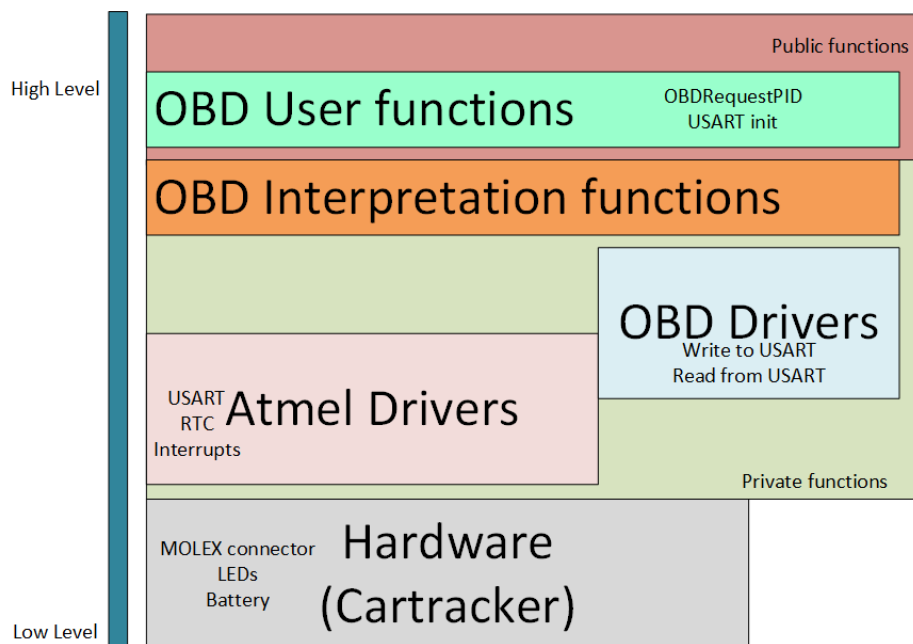 Public functions
High Level
OBD User functions
OBDRequestPID
USART init
OBD Interpretation functions
OBD Drivers
Write to USART
Read from USART
USART
RTC
Interrupts
Atmel Drivers
Private functions
MOLEX connector
LEDs
Battery
Hardware
(Cartracker)
Low Level